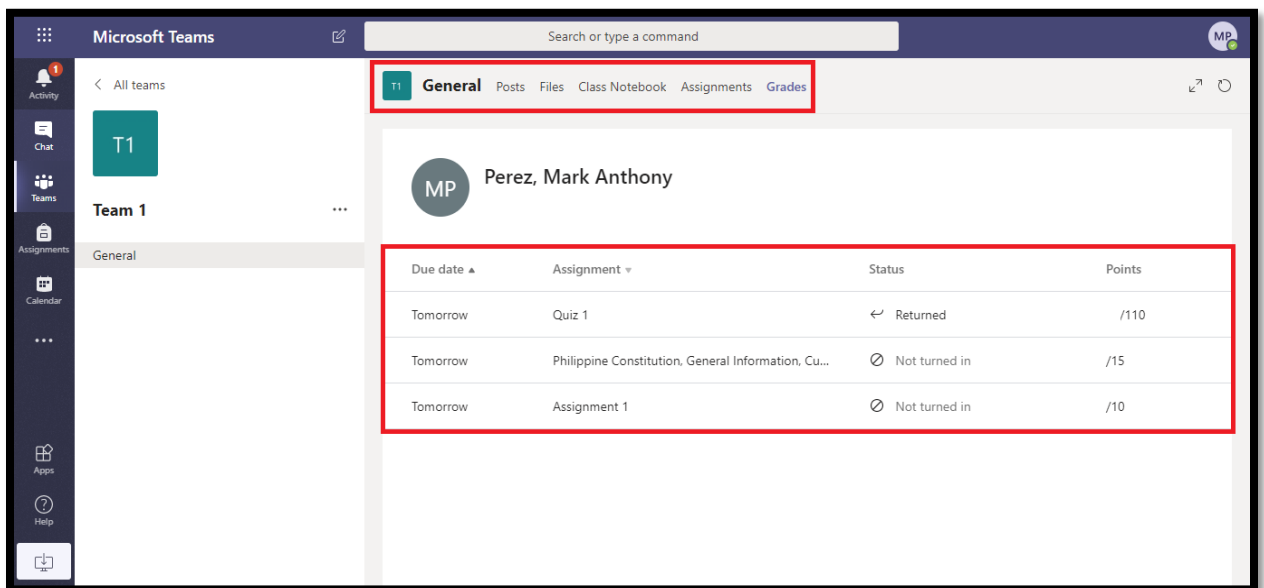 Microsoft Teams
Search or type a command
MP
1
Activity
Chat
Teams
Assignments
Calendar
Apps
Help
All teams
T1
Team 1
General
T1 General Posts Files Class Notebook Assignments Grades
MP Perez, Mark Anthony
Due date Assignment Status Points
Tomorrow Quiz 1 Returned /110
Tomorrow Philippine Constitution, General Information, Cu... Not turned in /15
Tomorrow Assignment 1 Not turned in /10